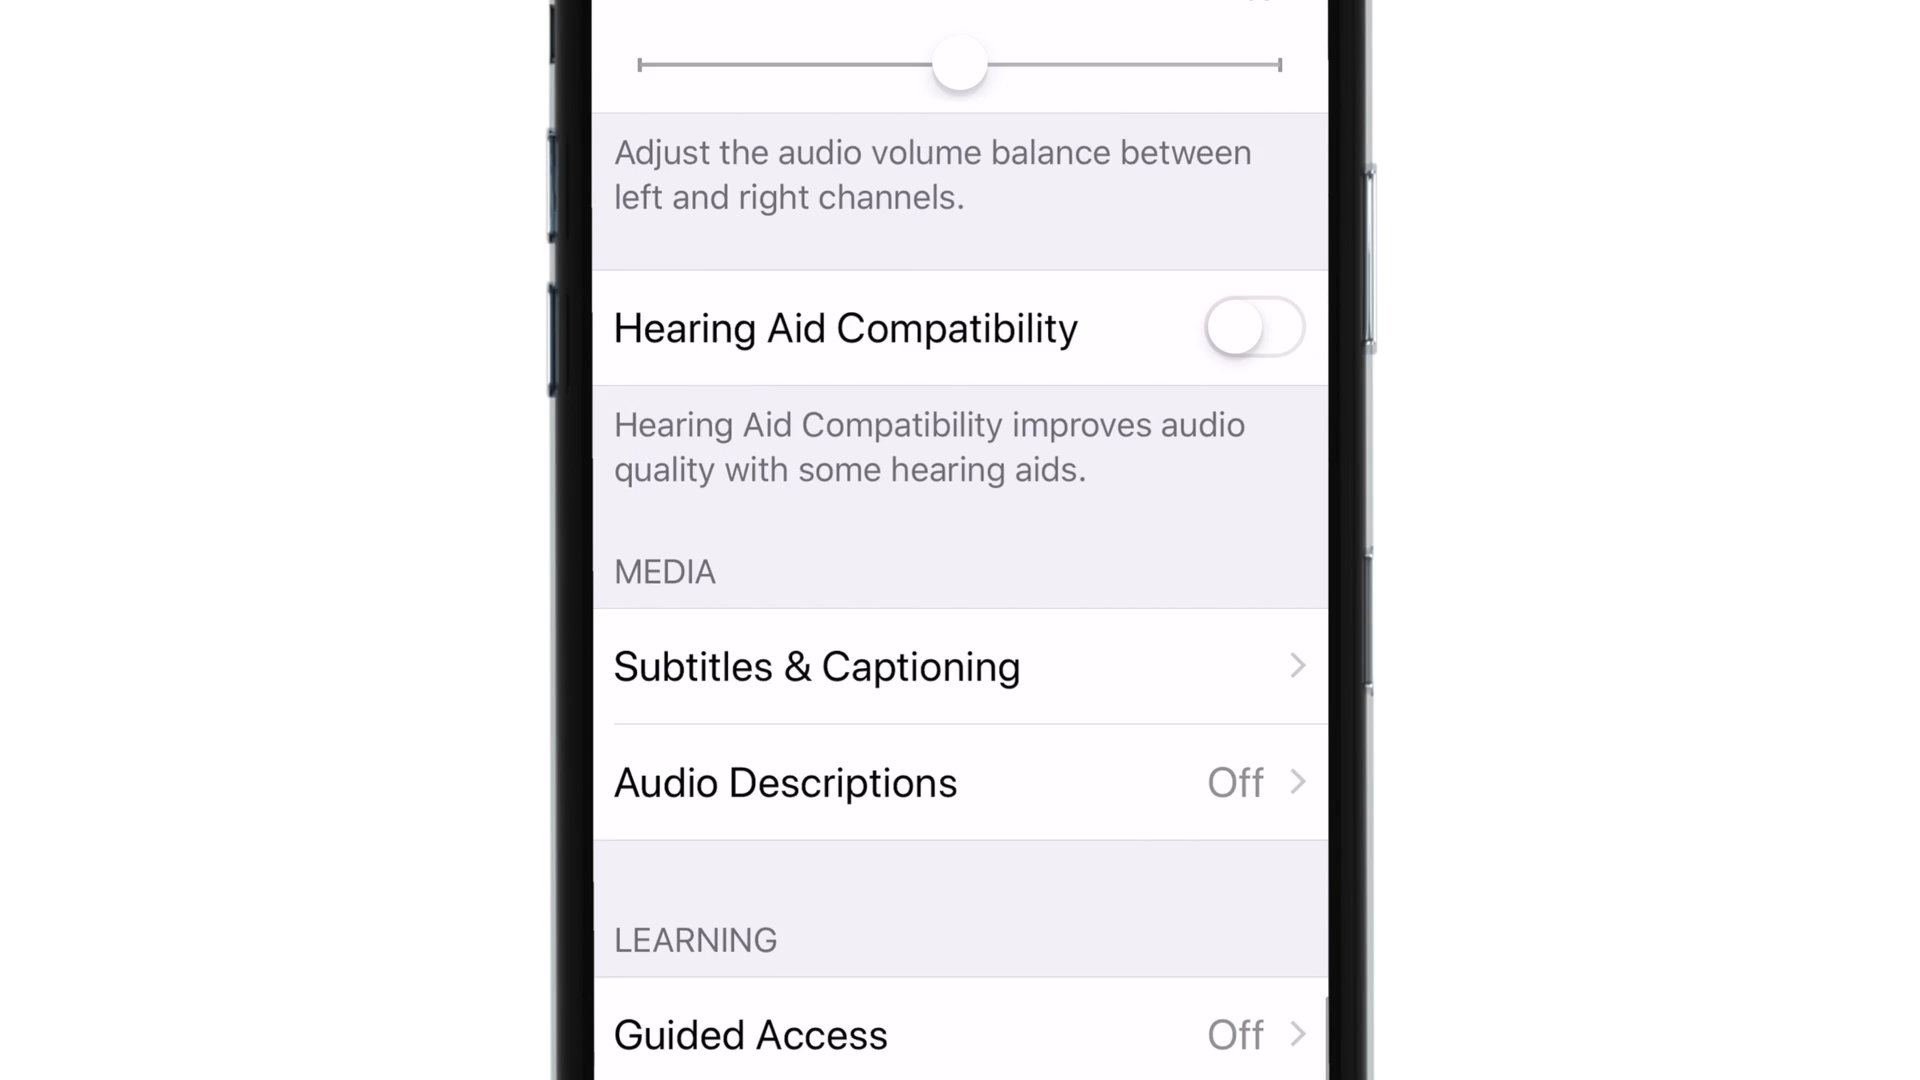 Adjust the audio volume balance between
left and right channels.
Hearing Aid Compatibility
Hearing Aid Compatibility improves audio
quality with some hearing aids.
MEDIA
Subtitles & Captioning
Audio Descriptions Off
LEARNING
Guided Access Off